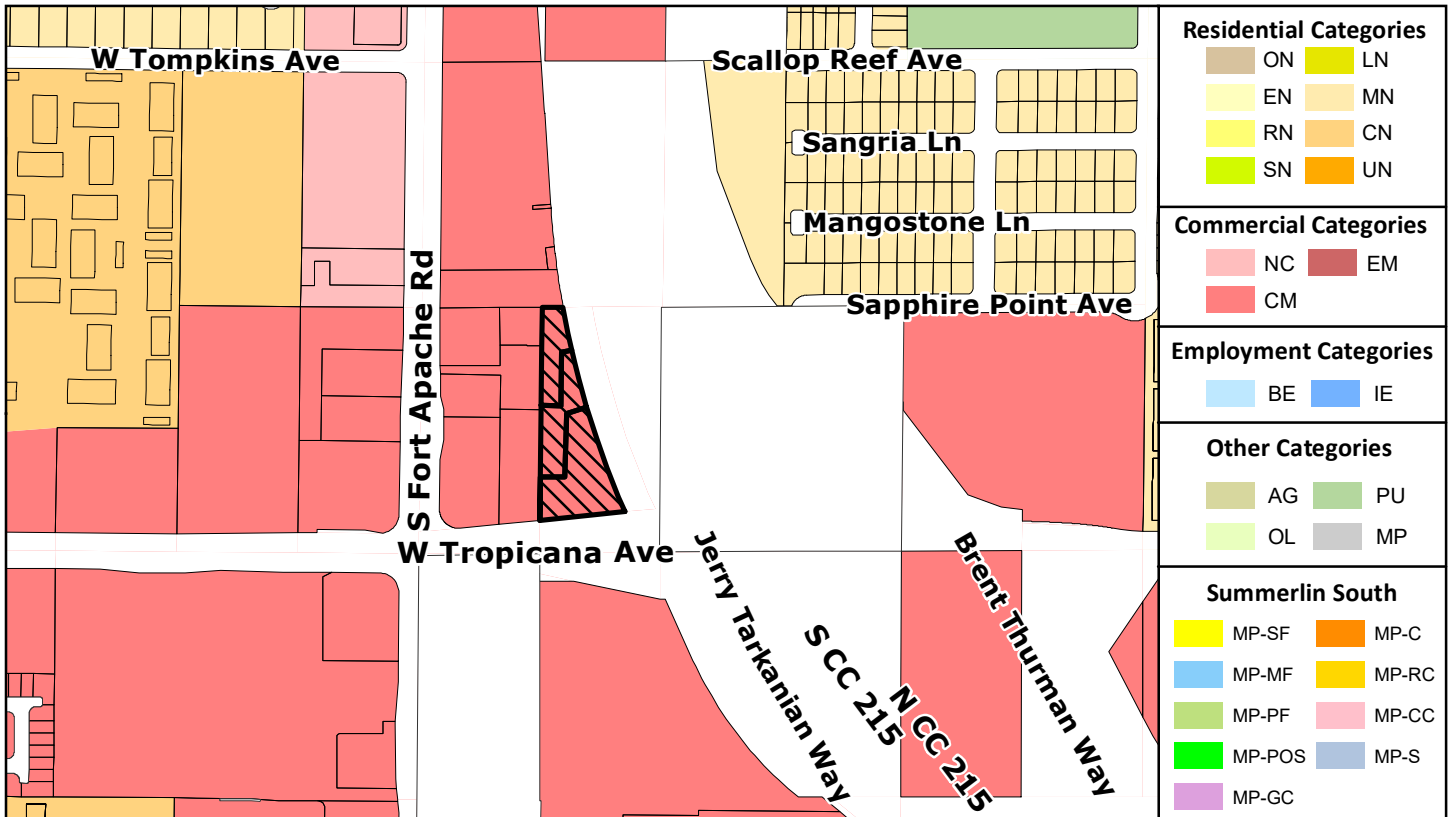 W Tompkins Ave
Scallop Reef Ave
Sangria Ln
Mangostone Ln
Sapphire Point Ave
S Fort Apache Rd
W Tropicana Ave
Jerry Tarkanian Way
S CC 215
N CC 215
Brent Thurman Way
Residential Categories
ON LN
EN MN
RN CN
SN UN
Commercial Categories
NC EM
CM
Employment Categories
BE IE
Other Categories
AG PU
OL MP
Summerlin South
MP-SF MP-C
MP-MF MP-RC
MP-PF MP-CC
MP-POS MP-S
MP-GC